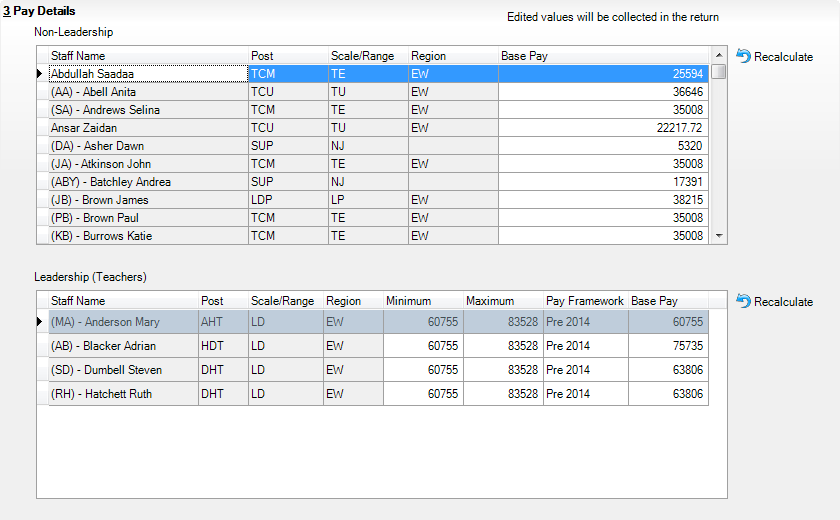 3 Pay Details
Edited values will be collected in the return
Non-Leadership
Staff Name Post Scale/Range Region Base Pay
Recalculate
Abdullah Saadaa TCM TE EW 25594
(AA) - Abell Anita TCU TU EW 36646
(SA) - Andrews Selina TCM TE EW 35008
Ansar Zaidan TCU TU EW 22217.72
(DA) - Asher Dawn SUP NJ 5320
(JA) - Atkinson John TCM TE EW 35008
(ABY) - Batchley Andrea SUP NJ 17391
(JB) - Brown James LDP LP EW 38215
(PB) - Brown Paul TCM TE EW 35008
(KB) - Burrows Katie TCM TE EW 35008
Leadership (Teachers)
Staff Name Post Scale/Range Region Minimum Maximum Pay Framework Base Pay
Recalculate
(MA) - Anderson Mary AHT LD EW 60755 83528 Pre 2014 60755
(AB) - Blacker Adrian HDT LD EW 60755 83528 Pre 2014 75735
(SD) - Dumbell Steven DHT LD EW 60755 83528 Pre 2014 63806
(RH) - Hatchett Ruth DHT LD EW 60755 83528 Pre 2014 63806